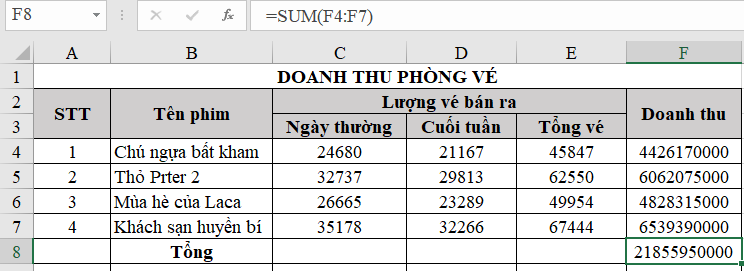 F8 =SUM(F4:F7)
A B C D E F
1 DOANH THU PHÒNG VÉ
2 STT Tên phim Lượng vé bán ra Doanh thu
3 Ngày thường Cuối tuần Tổng vé
4 1 Chú ngựa bất kham 24680 21167 45847 4426170000
5 2 Thỏ Prter 2 32737 29813 62550 6062075000
6 3 Mùa hè của Laca 26665 23289 49954 4828315000
7 4 Khách sạn huyền bí 35178 32266 67444 6539390000
8 Tổng 21855950000